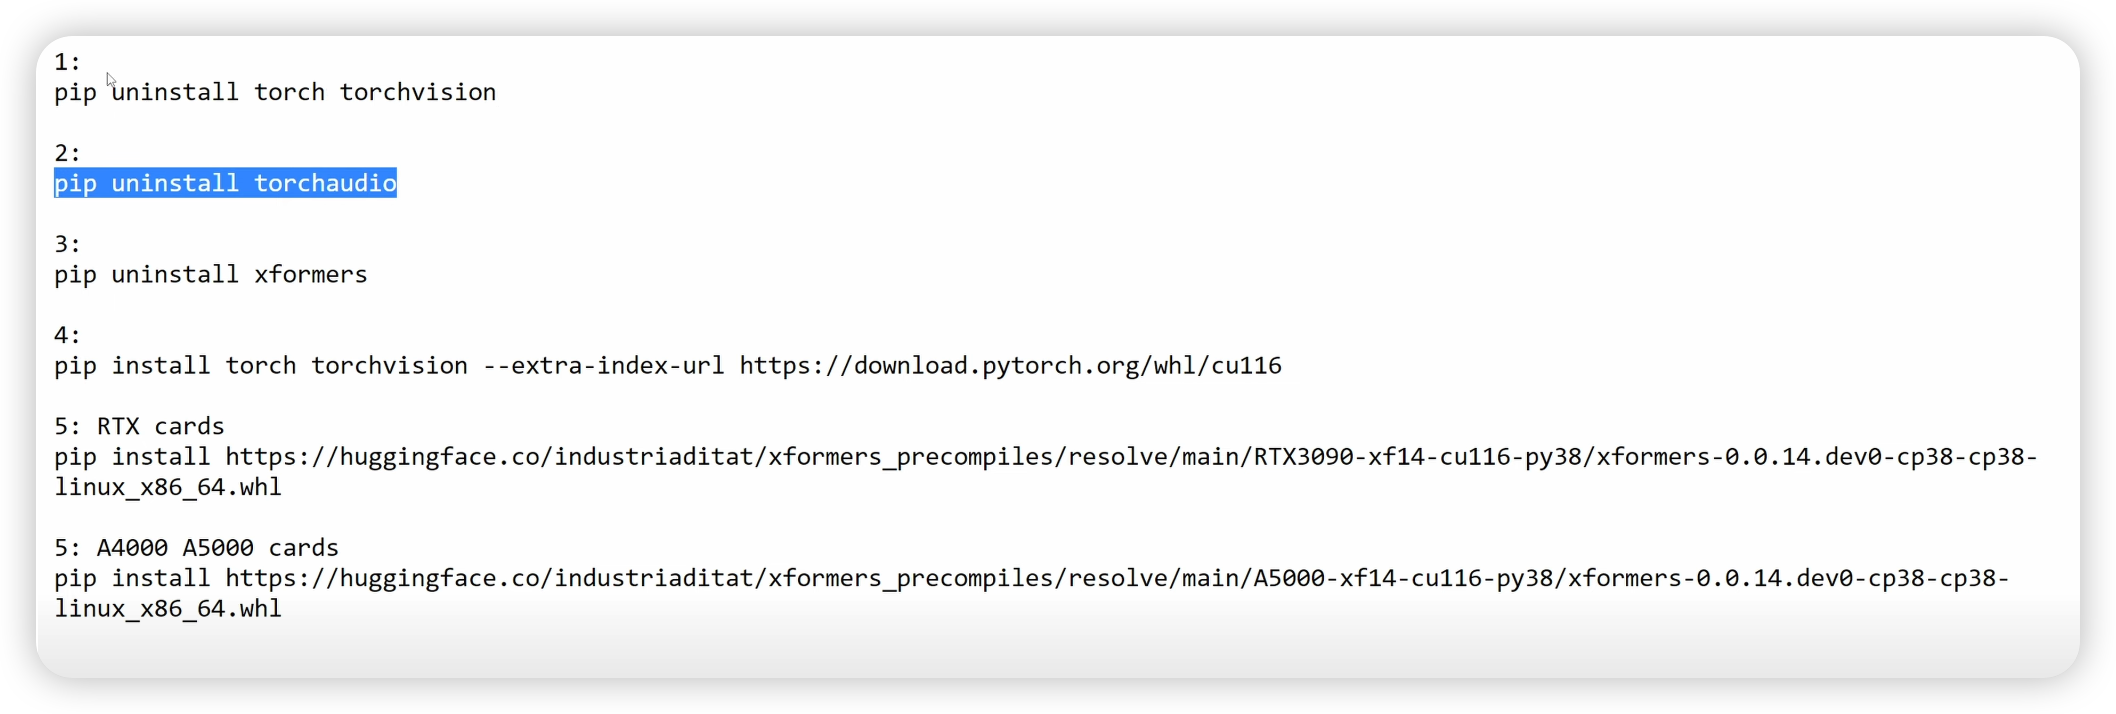 1:
pip uninstall torch torchvision
2:
pip uninstall torchaudio
3:
pip uninstall xformers
4:
pip install torch torchvision --extra-index-url https://download.pytorch.org/whl/cu116
5: RTX cards
pip install https://huggingface.co/industriaditat/xformers_precompiles/resolve/main/RTX3090-xf14-cu116-py38/xformers-0.0.14.dev0-cp38-cp38-
linux_x86_64.whl
5: A4000 A5000 cards
pip install https://huggingface.co/industriaditat/xformers_precompiles/resolve/main/A5000-xf14-cu116-py38/xformers-0.0.14.dev0-cp38-cp38-
linux_x86_64.whl